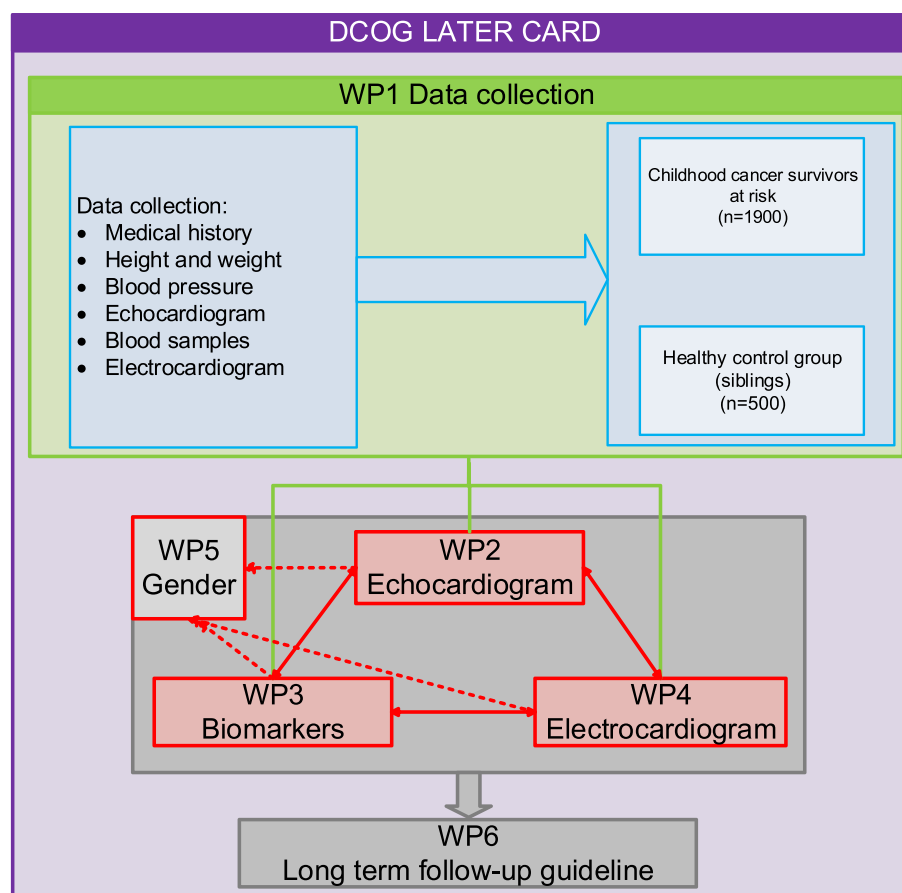 DCOG LATER CARD
WP1 Data collection
Data collection:
• Medical history
• Height and weight
• Blood pressure
• Echocardiogram
• Blood samples
• Electrocardiogram
Childhood cancer survivors
at risk
(n=1900)
Healthy control group
(siblings)
(n=500)
WP5
Gender
WP2
Echocardiogram
WP3
Biomarkers
WP4
Electrocardiogram
WP6
Long term follow-up guideline